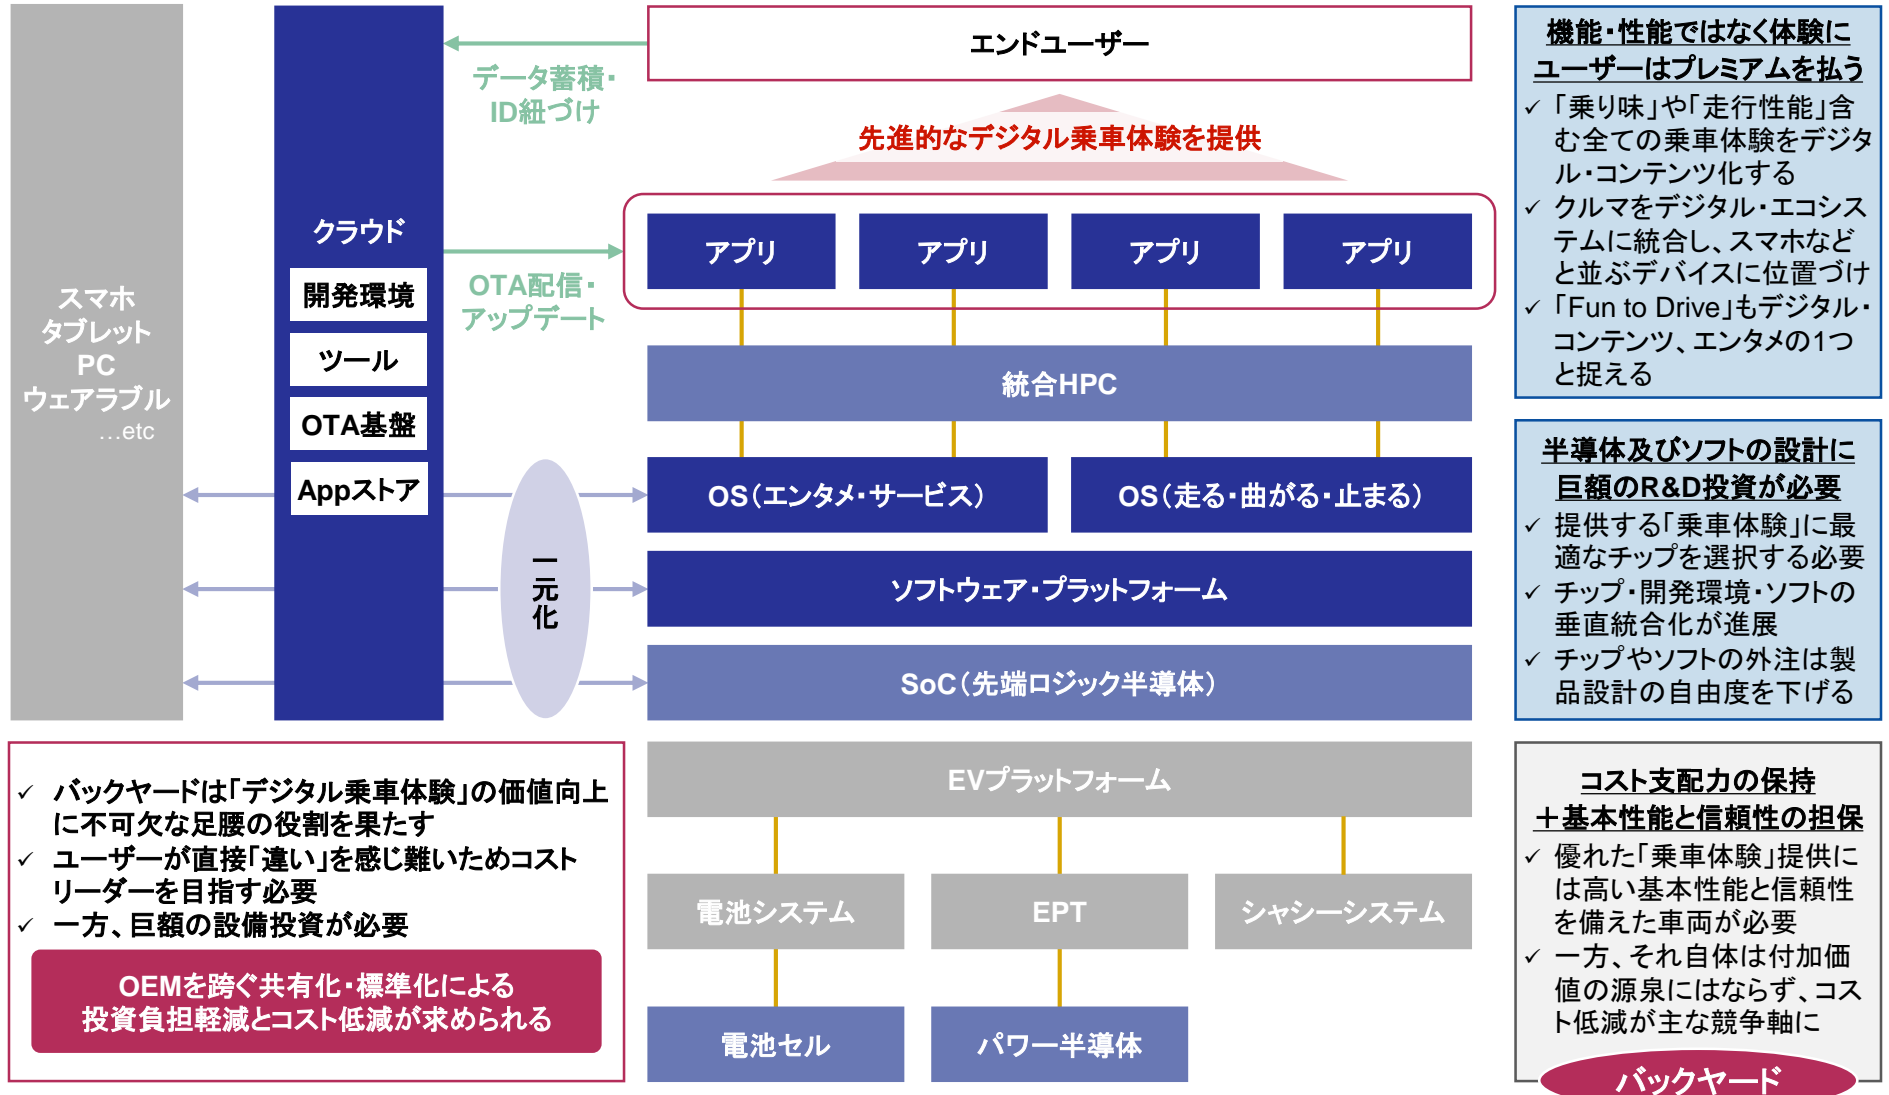 スマホ
タブレット
PC
ウェアラブル
…etc
クラウド
開発環境
ツール
OTA基盤
Appストア
データ蓄積・
ID紐づけ
OTA配信・
アップデート
一
元
化
エンドユーザー
先進的なデジタル乗車体験を提供
アプリ
アプリ
アプリ
アプリ
統合HPC
OS（エンタメ・サービス）
OS（走る・曲がる・止まる）
ソフトウェア・プラットフォーム
SoC（先端ロジック半導体）
EVプラットフォーム
電池システム
EPT
シャシーシステム
電池セル
パワー半導体
✓ バックヤードは「デジタル乗車体験」の価値向上
に不可欠な足腰の役割を果たす
✓ ユーザーが直接「違い」を感じ難いためコスト
リーダーを目指す必要
✓ 一方、巨額の設備投資が必要
OEMを跨ぐ共有化・標準化による
投資負担軽減とコスト低減が求められる
機能・性能ではなく体験に
ユーザーはプレミアムを払う
✓ 「乗り味」や「走行性能」含
む全ての乗車体験をデジタ
ル・コンテンツ化する
✓ クルマをデジタル・エコシス
テムに統合し、スマホなど
と並ぶデバイスに位置づけ
✓ 「Fun to Drive」もデジタル・
コンテンツ、エンタメの1つ
と捉える
半導体及びソフトの設計に
巨額のR&D投資が必要
✓ 提供する「乗車体験」に最
適なチップを選択する必要
✓ チップ・開発環境・ソフトの
垂直統合化が進展
✓ チップやソフトの外注は製
品設計の自由度を下げる
コスト支配力の保持
＋基本性能と信頼性の担保
✓ 優れた「乗車体験」提供に
は高い基本性能と信頼性
を備えた車両が必要
✓ 一方、それ自体は付加価
値の源泉にはならず、コス
ト低減が主な競争軸に
バックヤード